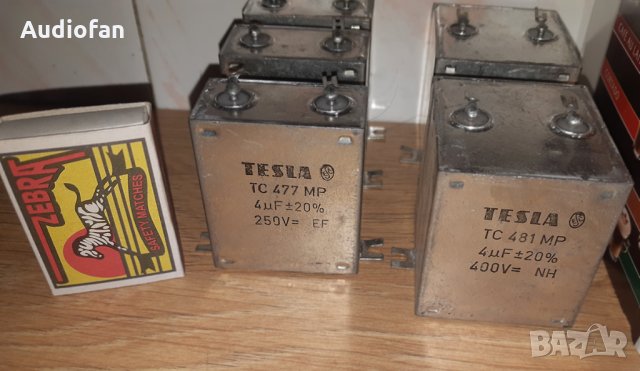 Audiofan
ZEBRA
SAFETY MATCHES
TESLA
TC 477 MP
4µF±20%
250V= EF
TESLA
TC 481 MP
4µF±20%
400V= NH
BAZAR